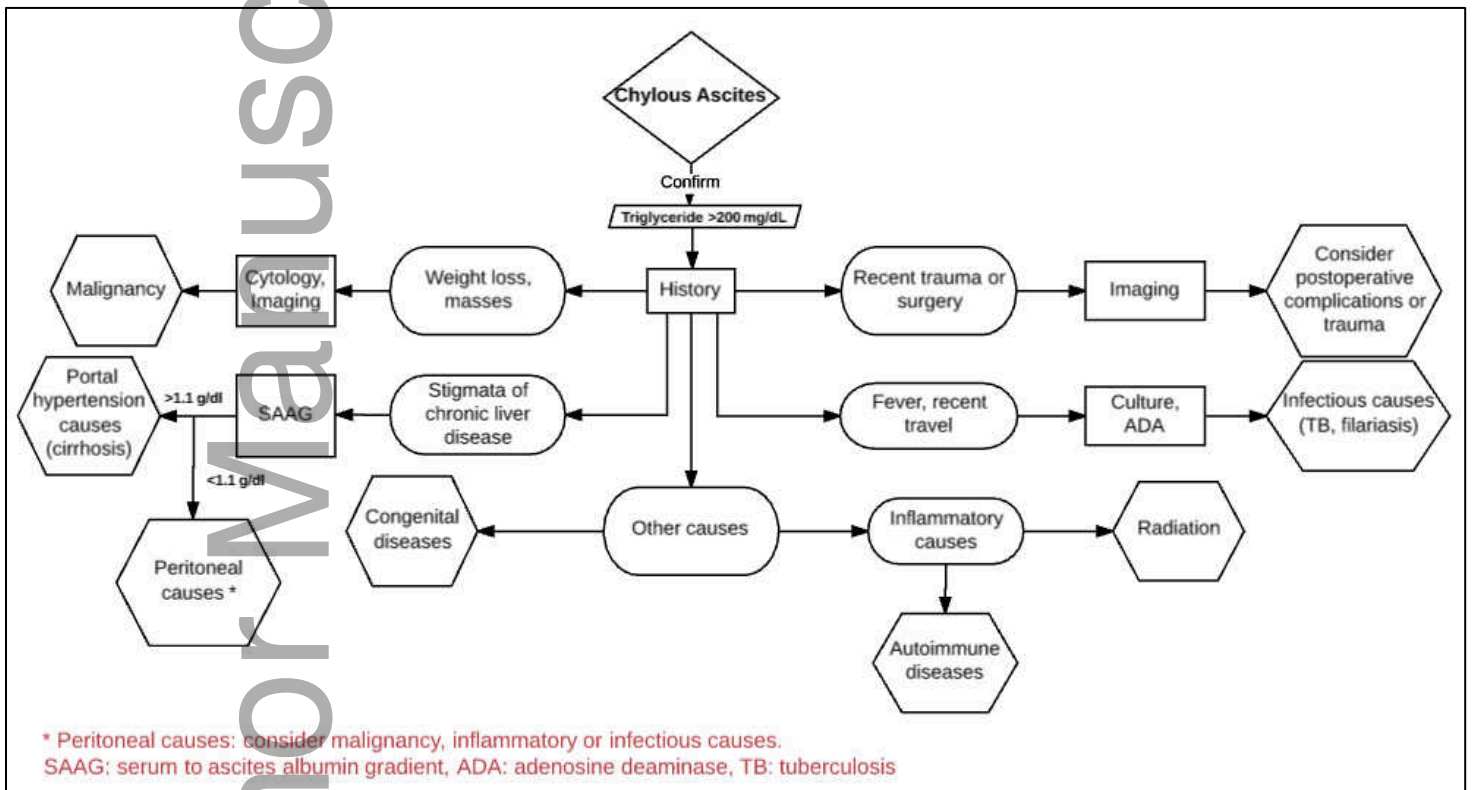 Chylous Ascites
Confirm
Triglyceride >200 mg/dL
History
Weight loss,
masses
Cytology,
Imaging
Malignancy
Recent trauma or
surgery
Imaging
Consider
postoperative
complications or
trauma
Stigmata of
chronic liver
disease
SAAG
>1.1 g/dl
Portal
hypertension
causes
(cirrhosis)
<1.1 g/dl
Peritoneal
causes *
Fever, recent
travel
Culture,
ADA
Infectious causes
(TB, filariasis)
Other causes
Congenital
diseases
Inflammatory
causes
Radiation
Autoimmune
diseases
* Peritoneal causes: consider malignancy, inflammatory or infectious causes.
SAAG: serum to ascites albumin gradient, ADA: adenosine deaminase, TB: tuberculosis
or Manusc